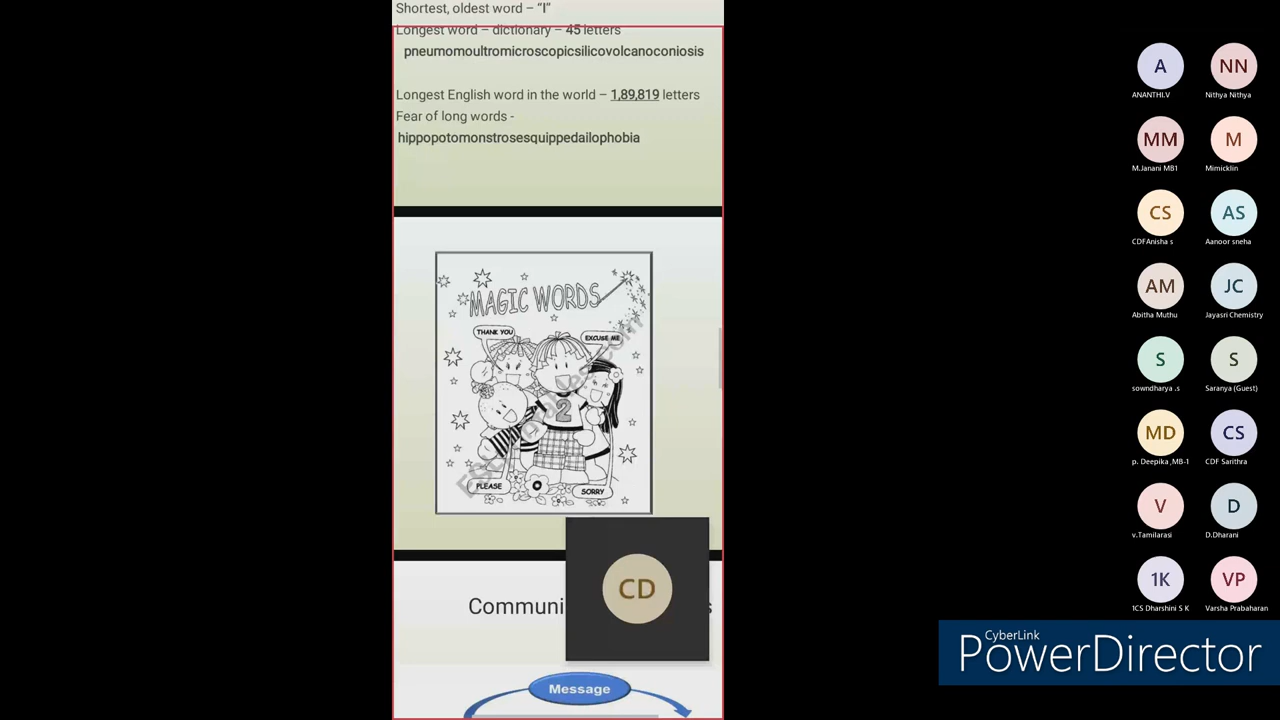 Shortest, oldest word – “I”
Longest word – dictionary – 45 letters
pneumomoultromicroscopicsilicovolcanoconiosis
Longest English word in the world – 1,89,819 letters
Fear of long words -
hippopotomonstrosesquippedailophobia
MAGIC WORDS
THANK YOU
EXCUSE ME
2
PLEASE
SORRY
CD
Communi
s
Message
A
ANANTHI.V
NN
Nithya Nithya
MM
M.Janani MB1
M
Mimicklin
CS
CDFAnisha s
AS
Aanoor sneha
AM
Abitha Muthu
JC
Jayasri Chemistry
S
sowndharya .s
S
Saranya (Guest)
MD
p. Deepika ,MB-1
CS
CDF Sarithra
V
v.Tamilarasi
D
D.Dharani
1K
1CS Dharshini S K
VP
Varsha Prabaharan
CyberLink
PowerDirector